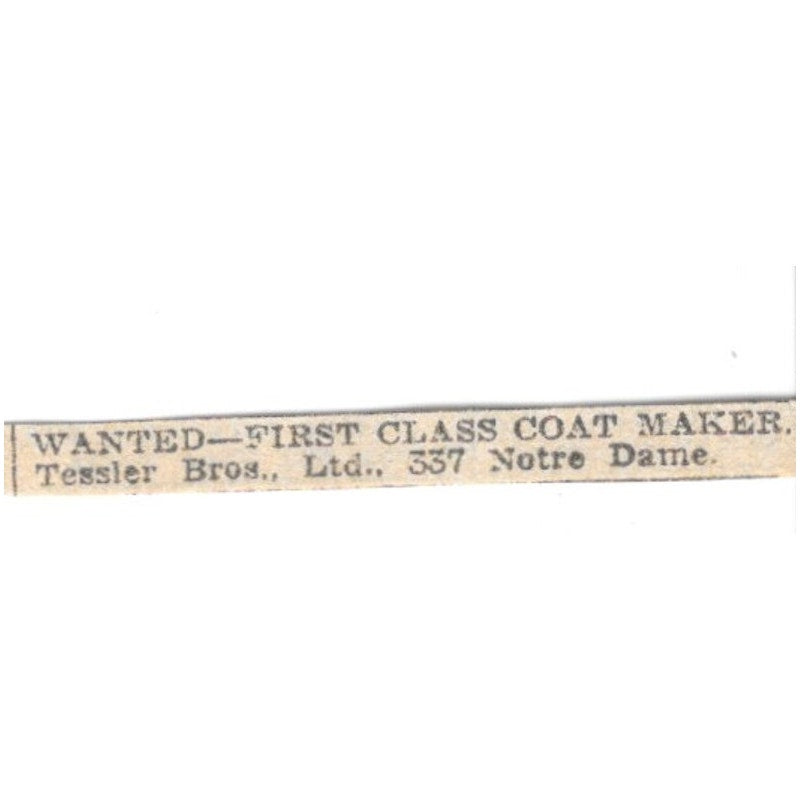 WANTED—FIRST CLASS COAT MAKER.
Tessler Bros., Ltd., 337 Notre Dame.